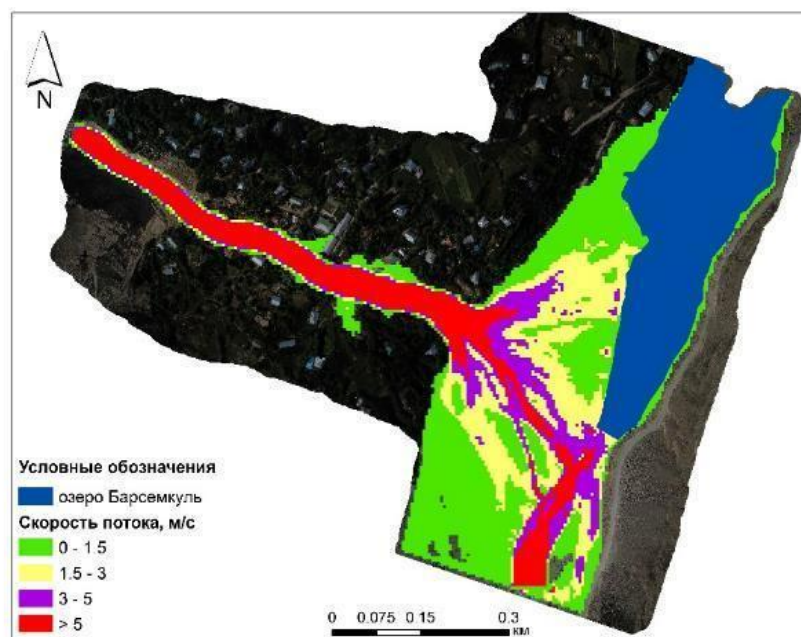 N
Условные обозначения
озеро Барсемкуль
Скорость потока, м/с
0 - 1.5
1.5 - 3
3 - 5
> 5
0 0.075 0.15 0.3
км